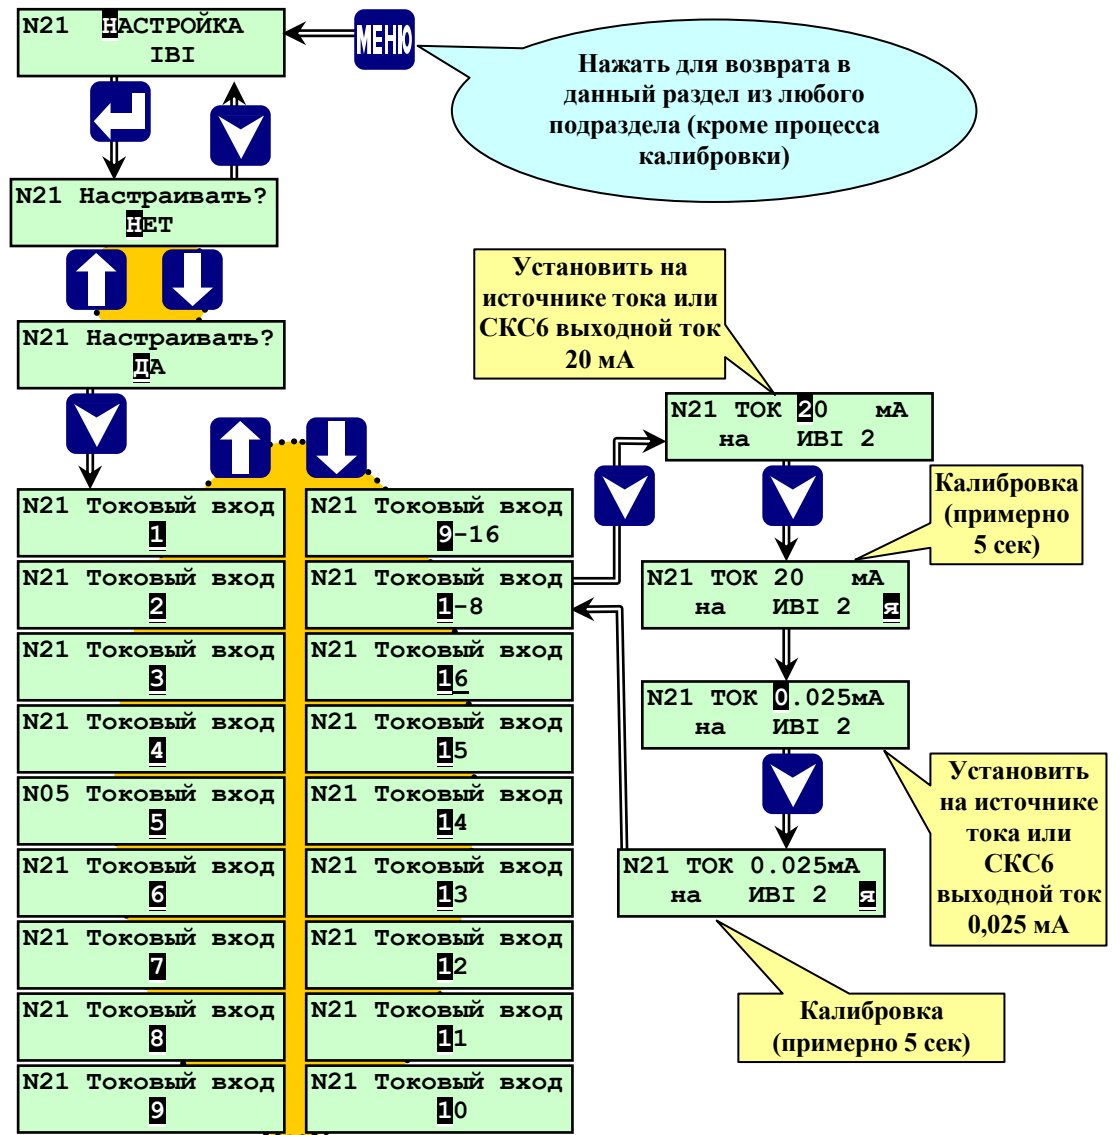 N21 НАСТРОЙКА
IBI
МЕНЮ
Нажать для возврата в
данный раздел из любого
подраздела (кроме процесса
калибровки)
N21 Настраивать?
НЕТ
N21 Настраивать?
ДА
Установить на
источнике тока или
СКС6 выходной ток
20 мА
N21 Токовый вход
1
N21 Токовый вход
2
N21 Токовый вход
3
N21 Токовый вход
4
N05 Токовый вход
5
N21 Токовый вход
6
N21 Токовый вход
7
N21 Токовый вход
8
N21 Токовый вход
9
N21 Токовый вход
9-16
N21 Токовый вход
1-8
N21 Токовый вход
16
N21 Токовый вход
15
N21 Токовый вход
14
N21 Токовый вход
13
N21 Токовый вход
12
N21 Токовый вход
11
N21 Токовый вход
10
N21 ТОК 20 мА
на ИВI 2
Калибровка
(примерно
5 сек)
N21 ТОК 20 мА
на ИВI 2 я
N21 ТОК 0.025мА
на ИВI 2
Установить
на источнике
тока или
СКС6
выходной ток
0,025 мА
N21 ТОК 0.025мА
на ИВI 2 я
Калибровка
(примерно 5 сек)